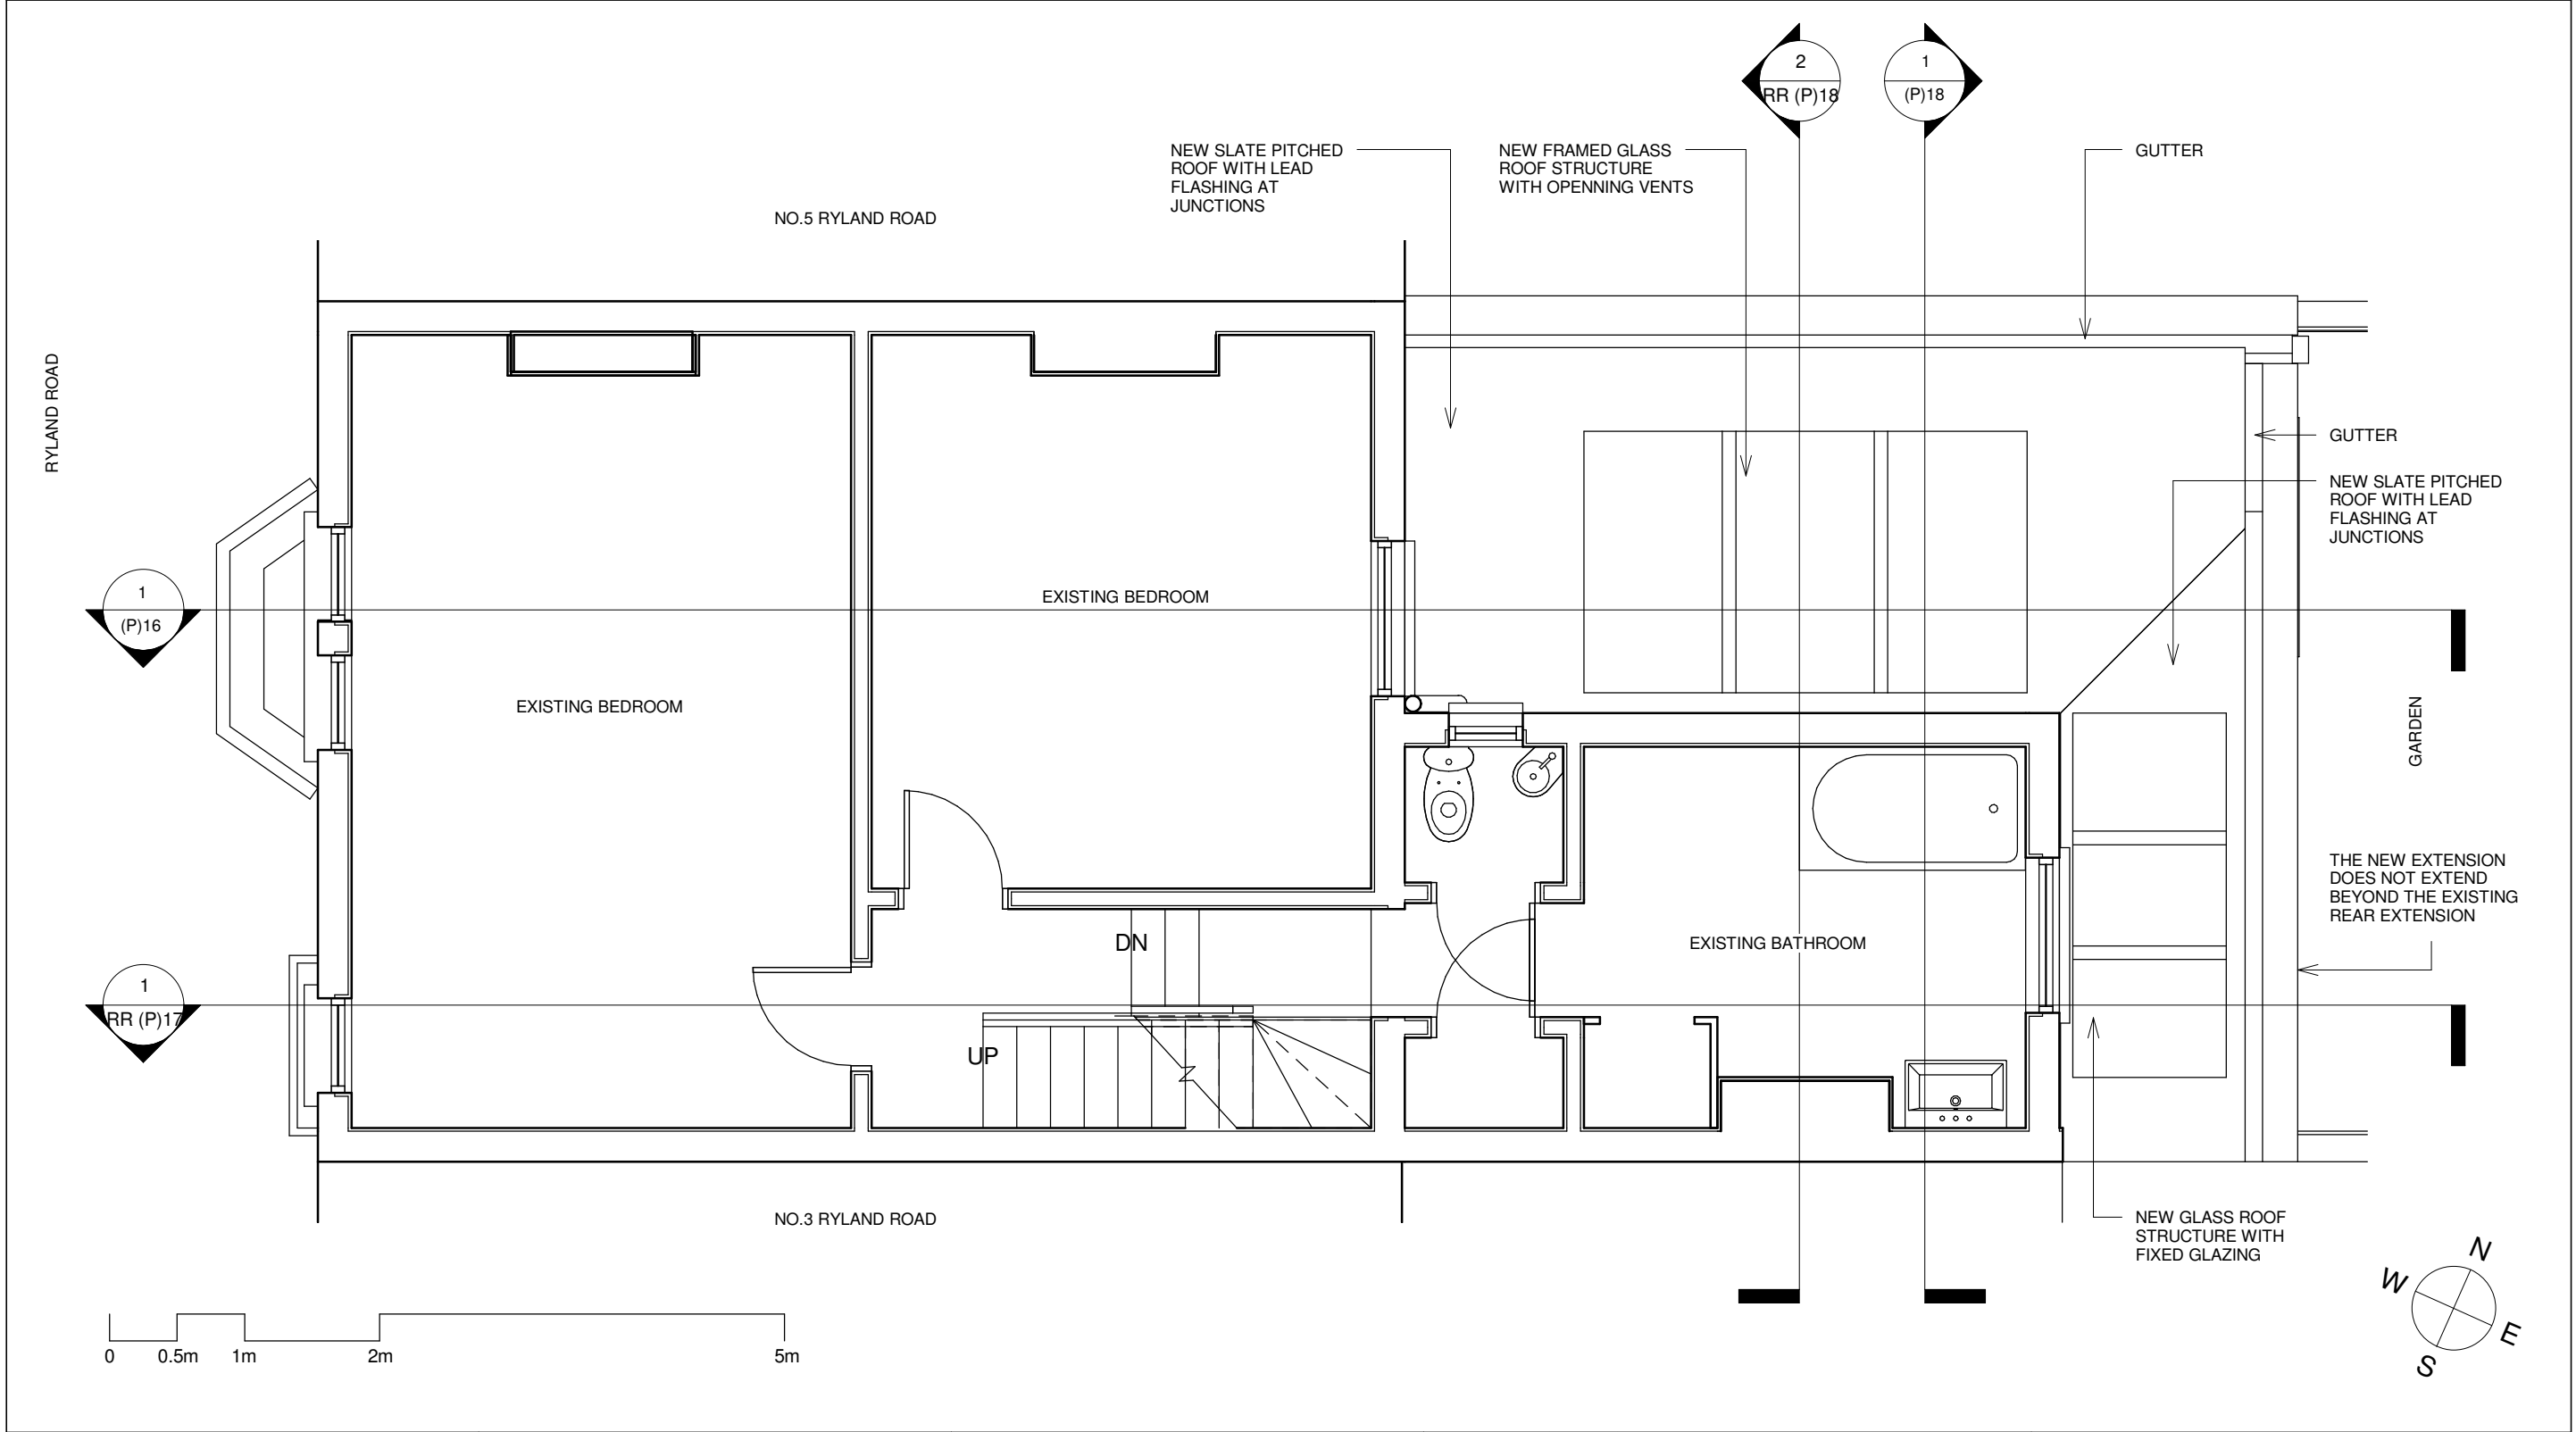 2
RR (P)18
1
(P)18
NEW SLATE PITCHED
ROOF WITH LEAD
FLASHING AT
JUNCTIONS
NEW FRAMED GLASS
ROOF STRUCTURE
WITH OPENNING VENTS
GUTTER
NO.5 RYLAND ROAD
RYLAND ROAD
GUTTER
NEW SLATE PITCHED
ROOF WITH LEAD
FLASHING AT
JUNCTIONS
1
(P)16
EXISTING BEDROOM
EXISTING BEDROOM
GARDEN
THE NEW EXTENSION
DOES NOT EXTEND
BEYOND THE EXISTING
REAR EXTENSION
DN
EXISTING BATHROOM
1
RR (P)17
UP
NO.3 RYLAND ROAD
NEW GLASS ROOF
STRUCTURE WITH
FIXED GLAZING
N
W
E
S
0 0.5m 1m 2m 5m